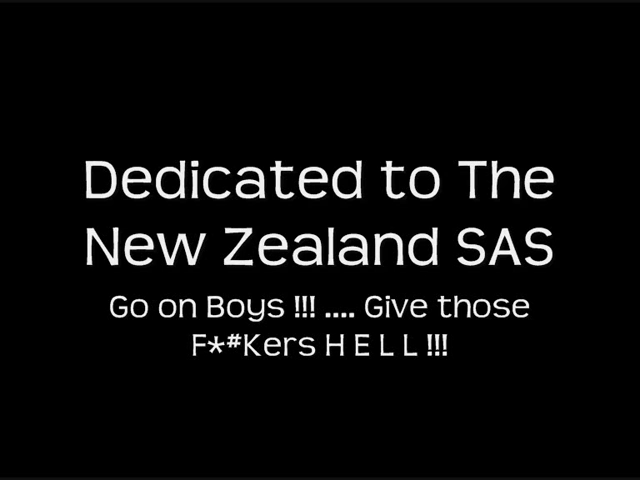 Dedicated to The
New Zealand SAS
Go on Boys !!! .... Give those
F*#Kers H E L L !!!